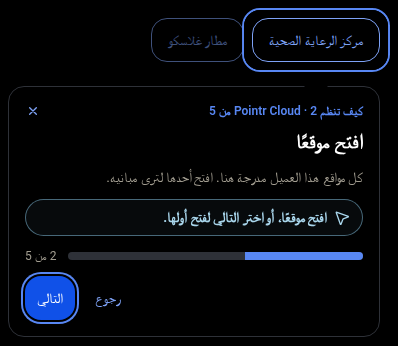 مركز الرعاية الصحية
مطار غلاسكو
كيف تنظم Pointr Cloud · 2 من 5
افتح موقعًا
كل مواقع هذا العميل مدرجة هنا. افتح أحدها لترى مبانيه.
افتح موقعًا، أو اختر التالي لفتح أولها.
2 من 5
رجوع
التالي